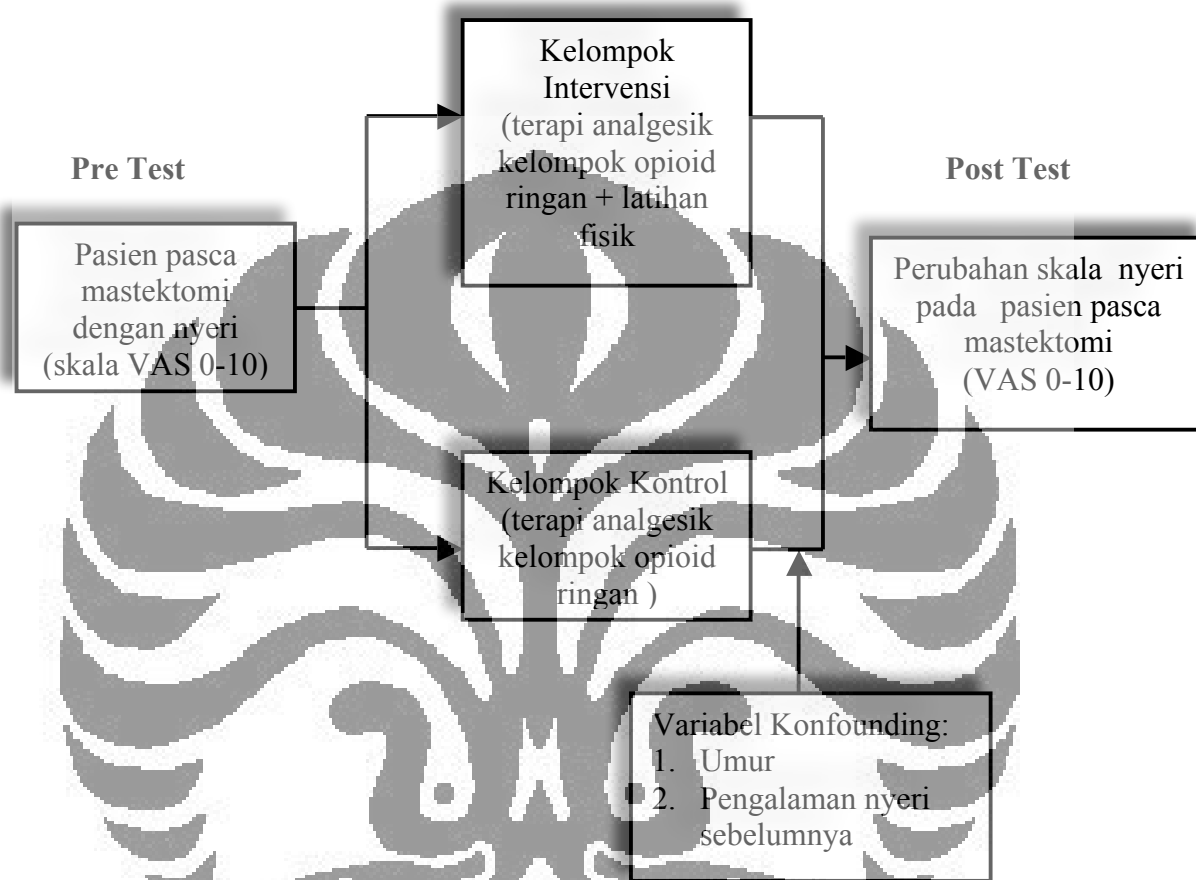 Kelompok
Intervensi
(terapi analgesik
kelompok opioid
ringan + latihan
fisik
Pre Test
Post Test
Pasien pasca
mastektomi
dengan nyeri
(skala VAS 0-10)
Perubahan skala nyeri
pada pasien pasca
mastektomi
(VAS 0-10)
Kelompok Kontrol
(terapi analgesik
kelompok opioid
ringan )
Variabel Konfounding:
1. Umur
2. Pengalaman nyeri
sebelumnya